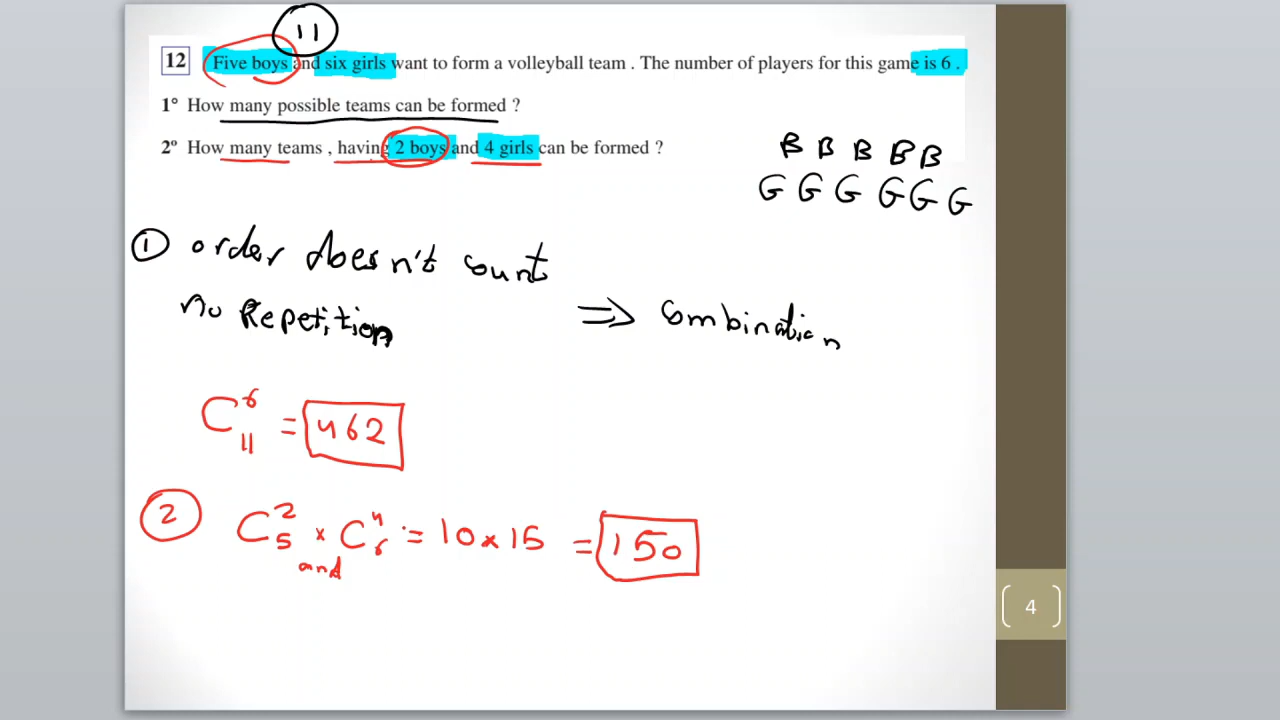 11
12 Five boys and six girls want to form a volleyball team . The number of players for this game is 6 .
1° How many possible teams can be formed ?
2° How many teams , having 2 boys and 4 girls can be formed ?
B B B B B
G G G G G G
① order doesn't count
no Repetition ⇒ combination
C₁₁⁶ = 462
② C₅² × C₆⁴ = 10 × 15 = 150
and
4